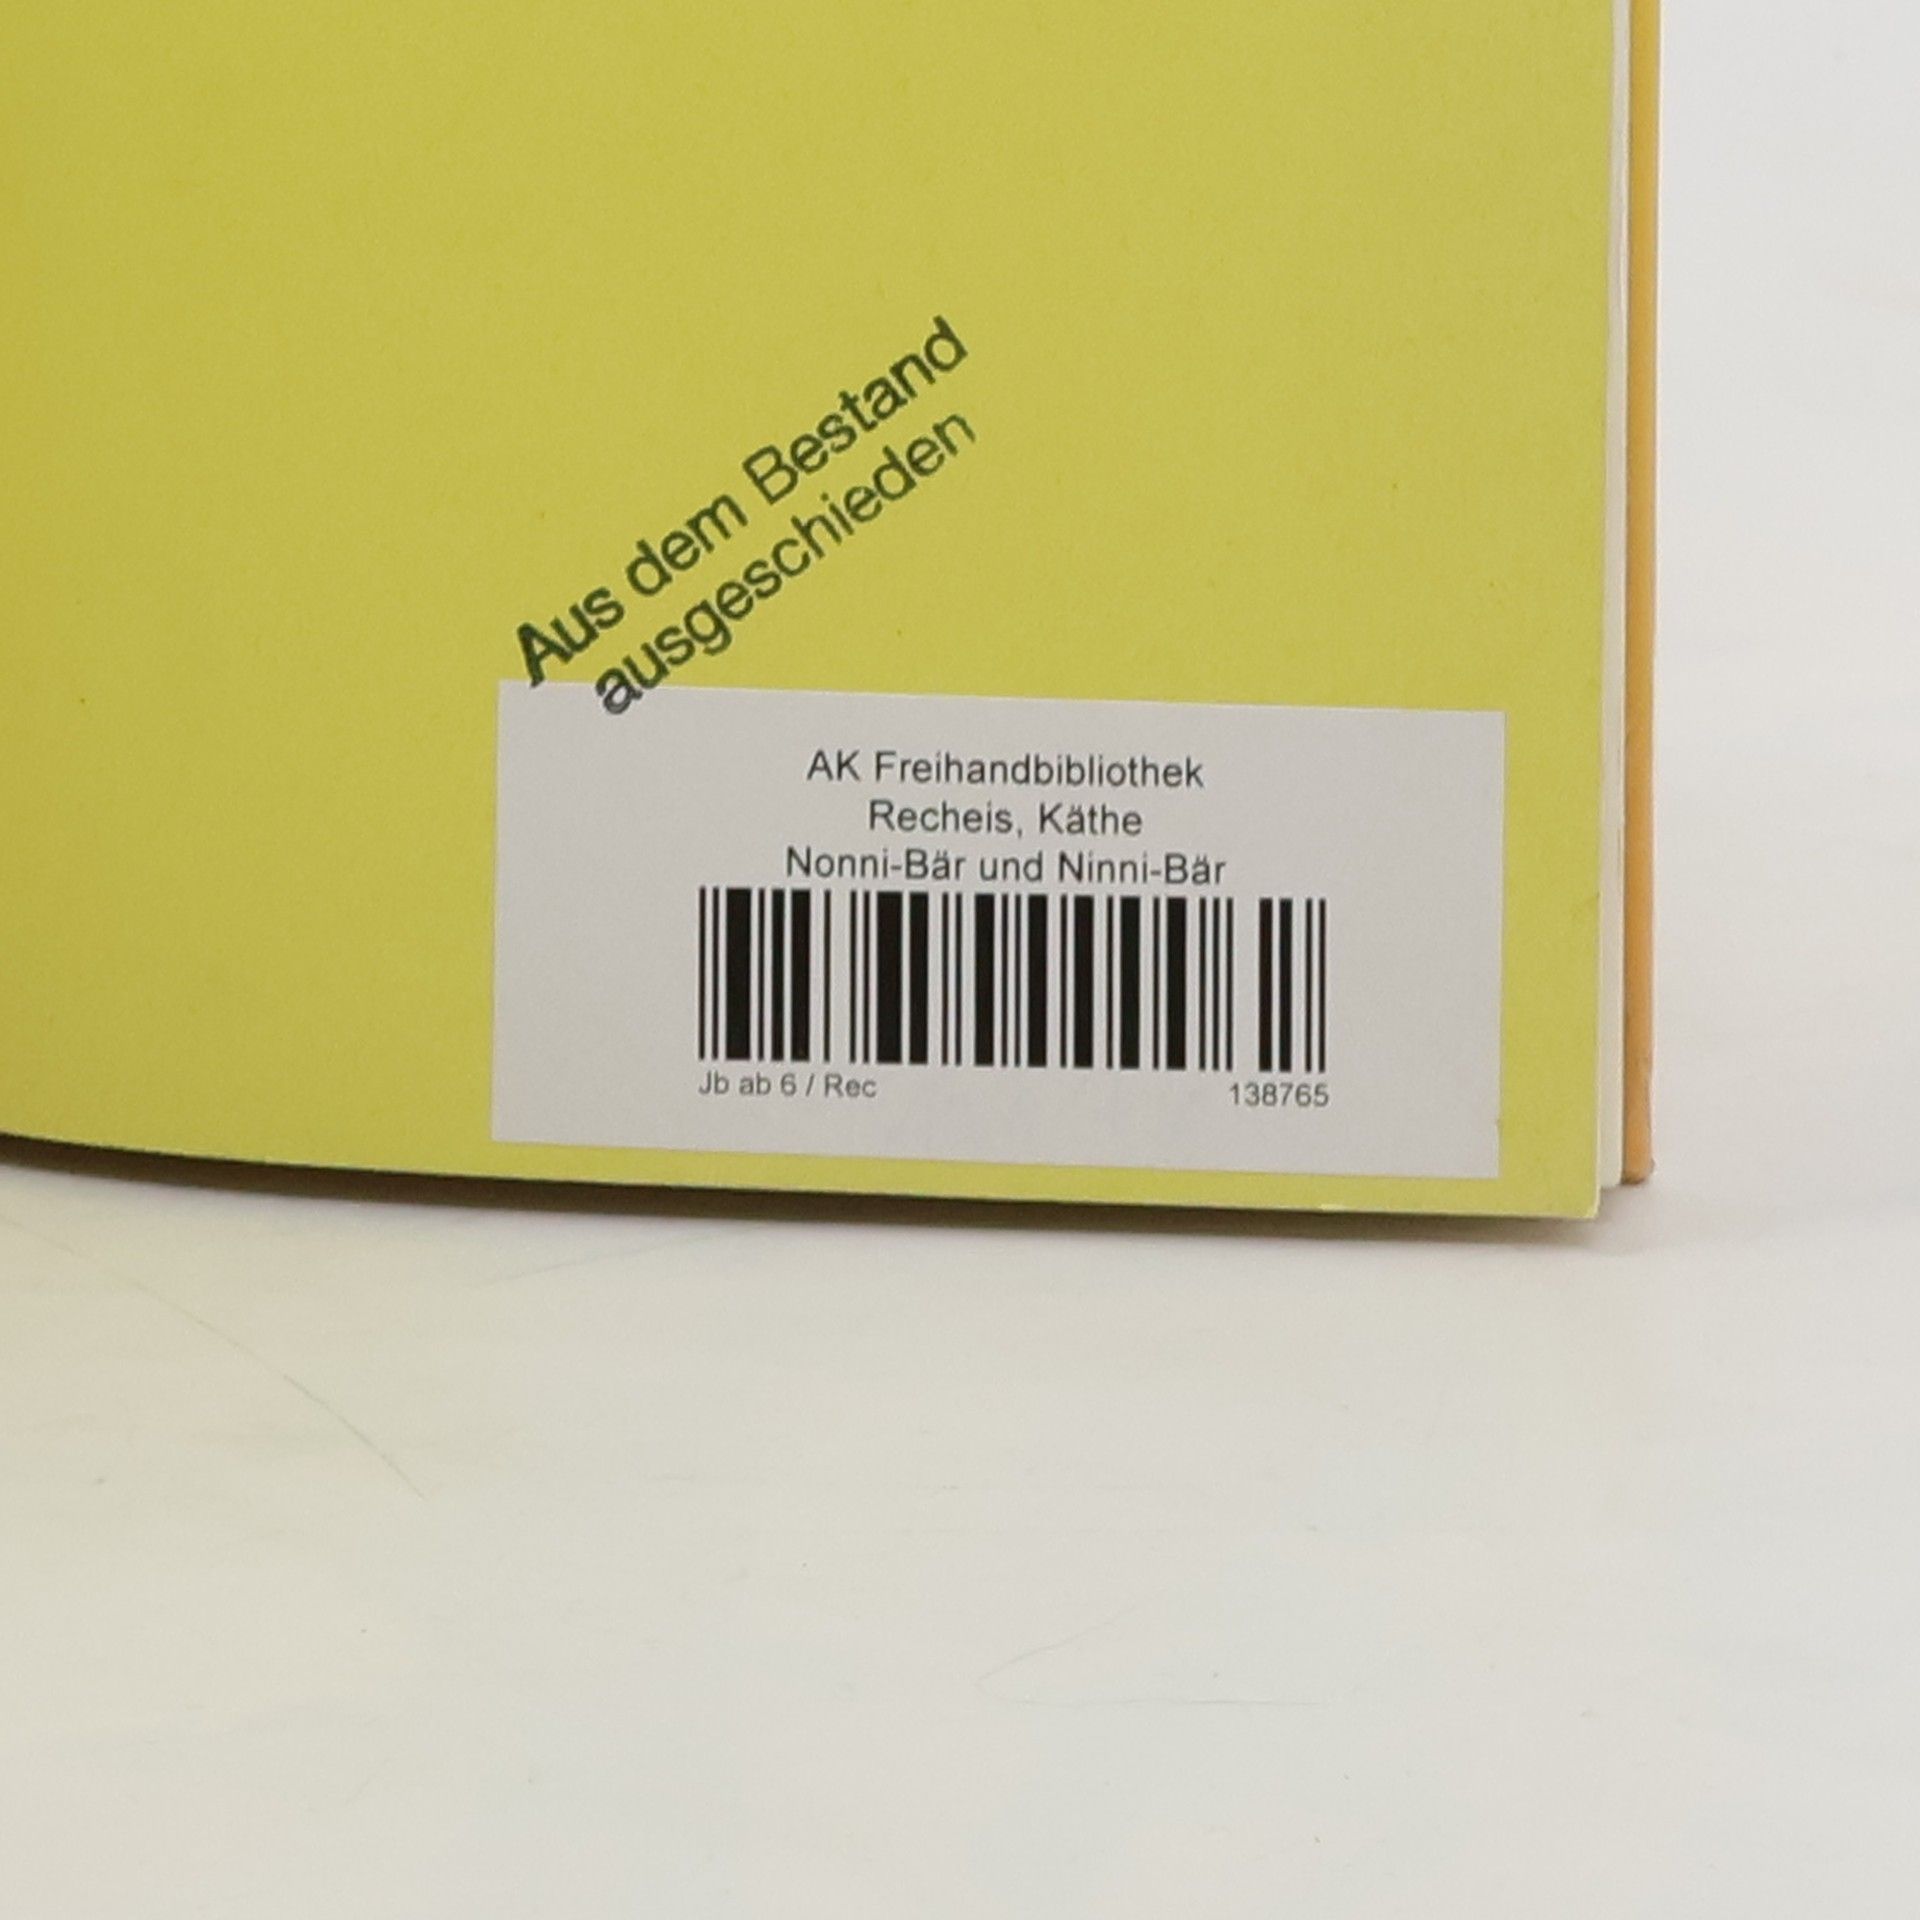 Aus dem Bestand
ausgeschieden
AK Freihandbibliothek
Recheis, Käthe
Nonni-Bär und Ninni-Bär
Jb ab 6 / Rec 138765